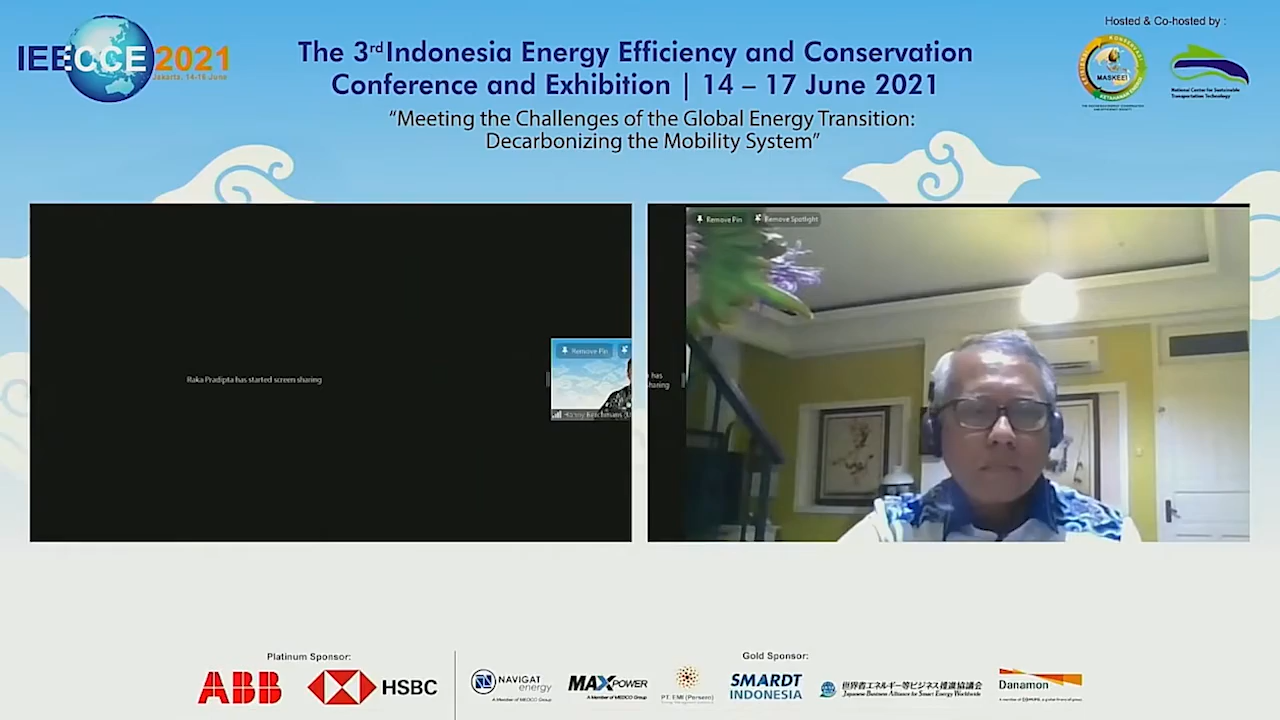 IEECCE 2021
Jakarta, 14-16 June
The 3rd Indonesia Energy Efficiency and Conservation
Conference and Exhibition | 14 – 17 June 2021
“Meeting the Challenges of the Global Energy Transition:
Decarbonizing the Mobility System”
Hosted & Co-hosted by :
MASKEEI
National Center for Sustainable
Transportation Technology
Raka Pradipta has started screen sharing
Remove Pin
has
haring
Remove Pin
Remove Spotlight
Platinum Sponsor:
ABB
HSBC
NAVIGAT
energy
A Member of MEDCO Group
MAXPOWER
A Member of MEDCO Group
PT. EMI (Persero)
Gold Sponsor:
SMARDT
INDONESIA
世界省エネルギー等ビジネス推進協議会
Japanese Business Alliance for Smart Energy Worldwide
Danamon